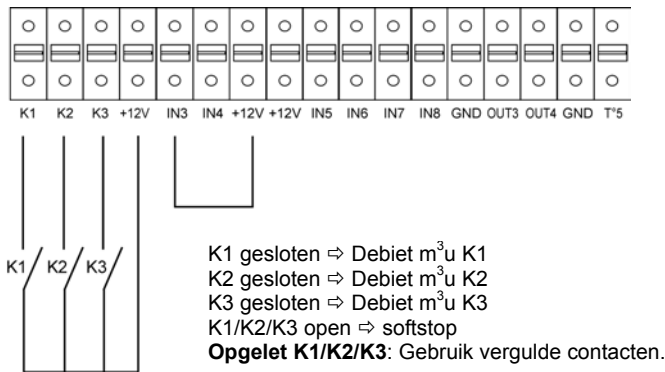 K1 K2 K3 +12V IN3 IN4 +12V +12V IN5 IN6 IN7 IN8 GND OUT3 OUT4 GND T°5
K1 K2 K3
K1 gesloten ⇨ Debiet m³u K1
K2 gesloten ⇨ Debiet m³u K2
K3 gesloten ⇨ Debiet m³u K3
K1/K2/K3 open ⇨ softstop
Opgelet K1/K2/K3: Gebruik vergulde contacten.